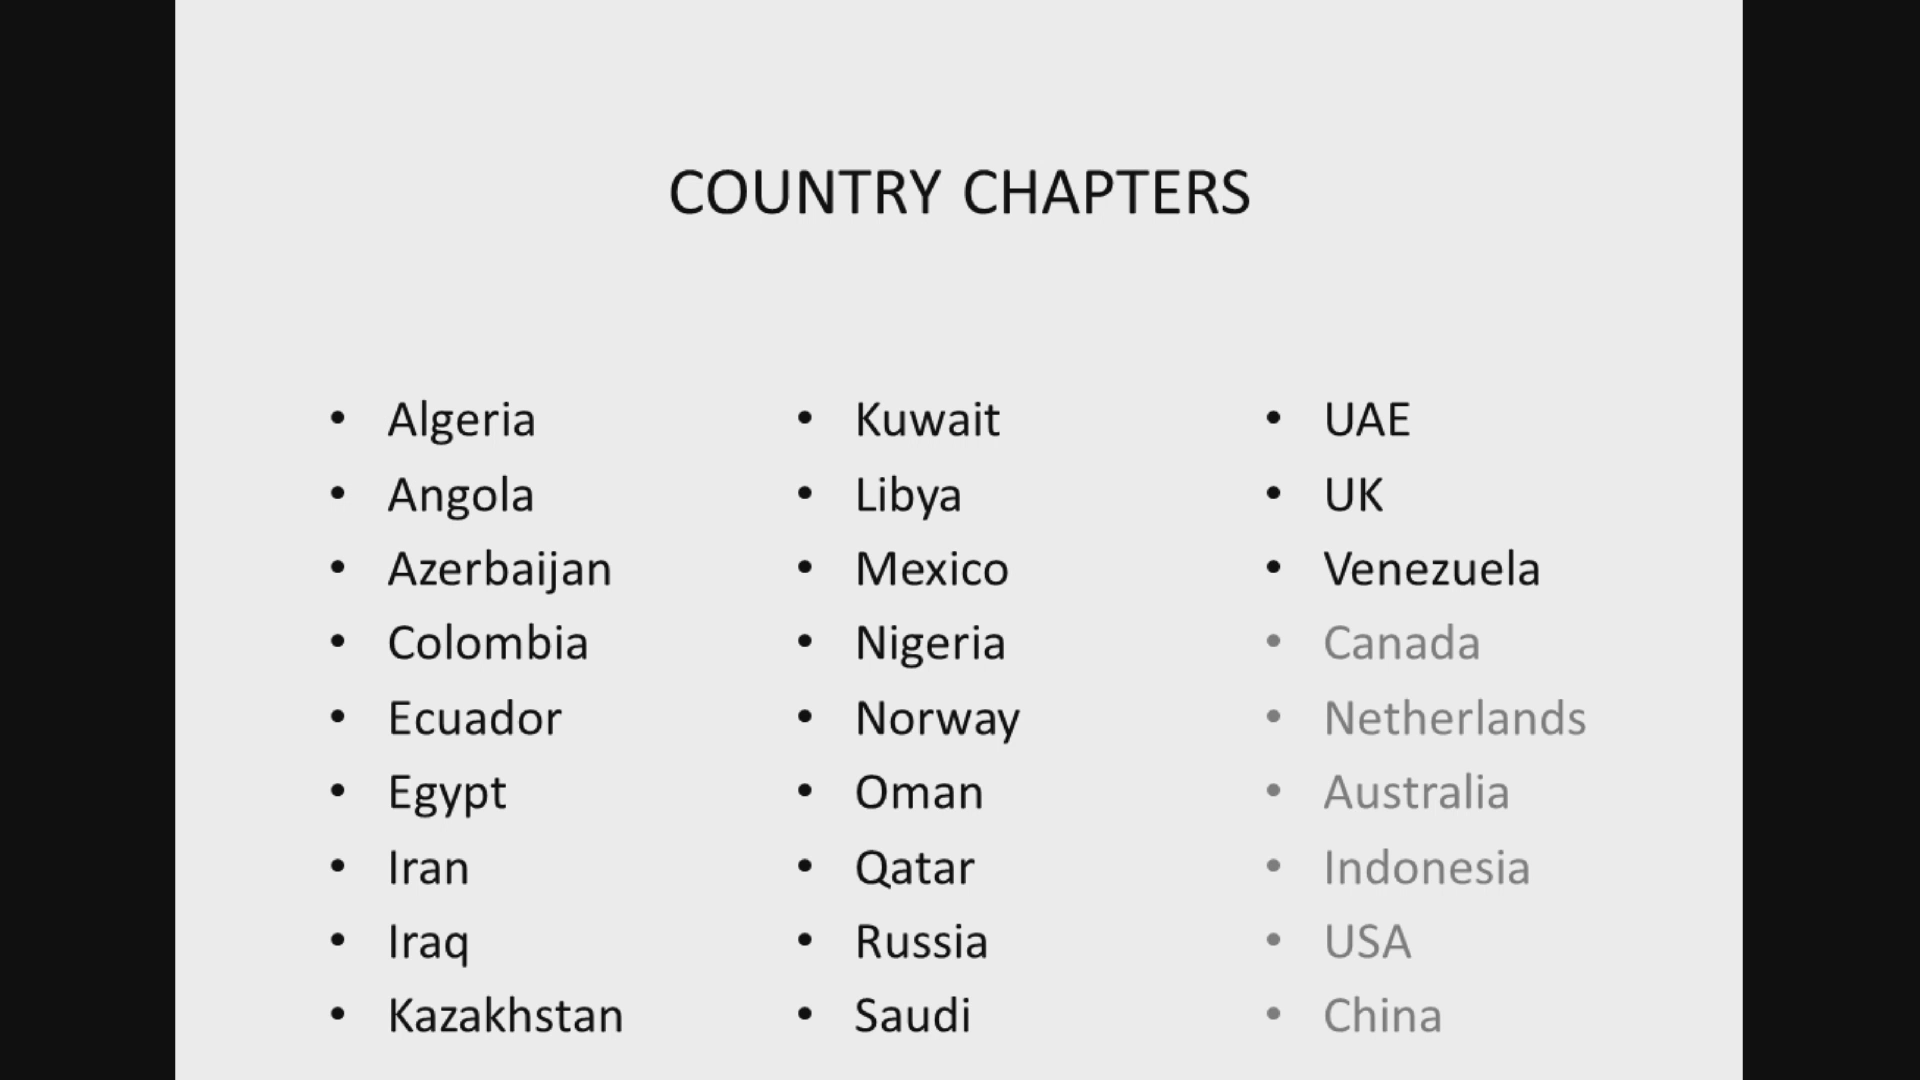 COUNTRY CHAPTERS
• Algeria
• Angola
• Azerbaijan
• Colombia
• Ecuador
• Egypt
• Iran
• Iraq
• Kazakhstan
• Kuwait
• Libya
• Mexico
• Nigeria
• Norway
• Oman
• Qatar
• Russia
• Saudi
• UAE
• UK
• Venezuela
• Canada
• Netherlands
• Australia
• Indonesia
• USA
• China